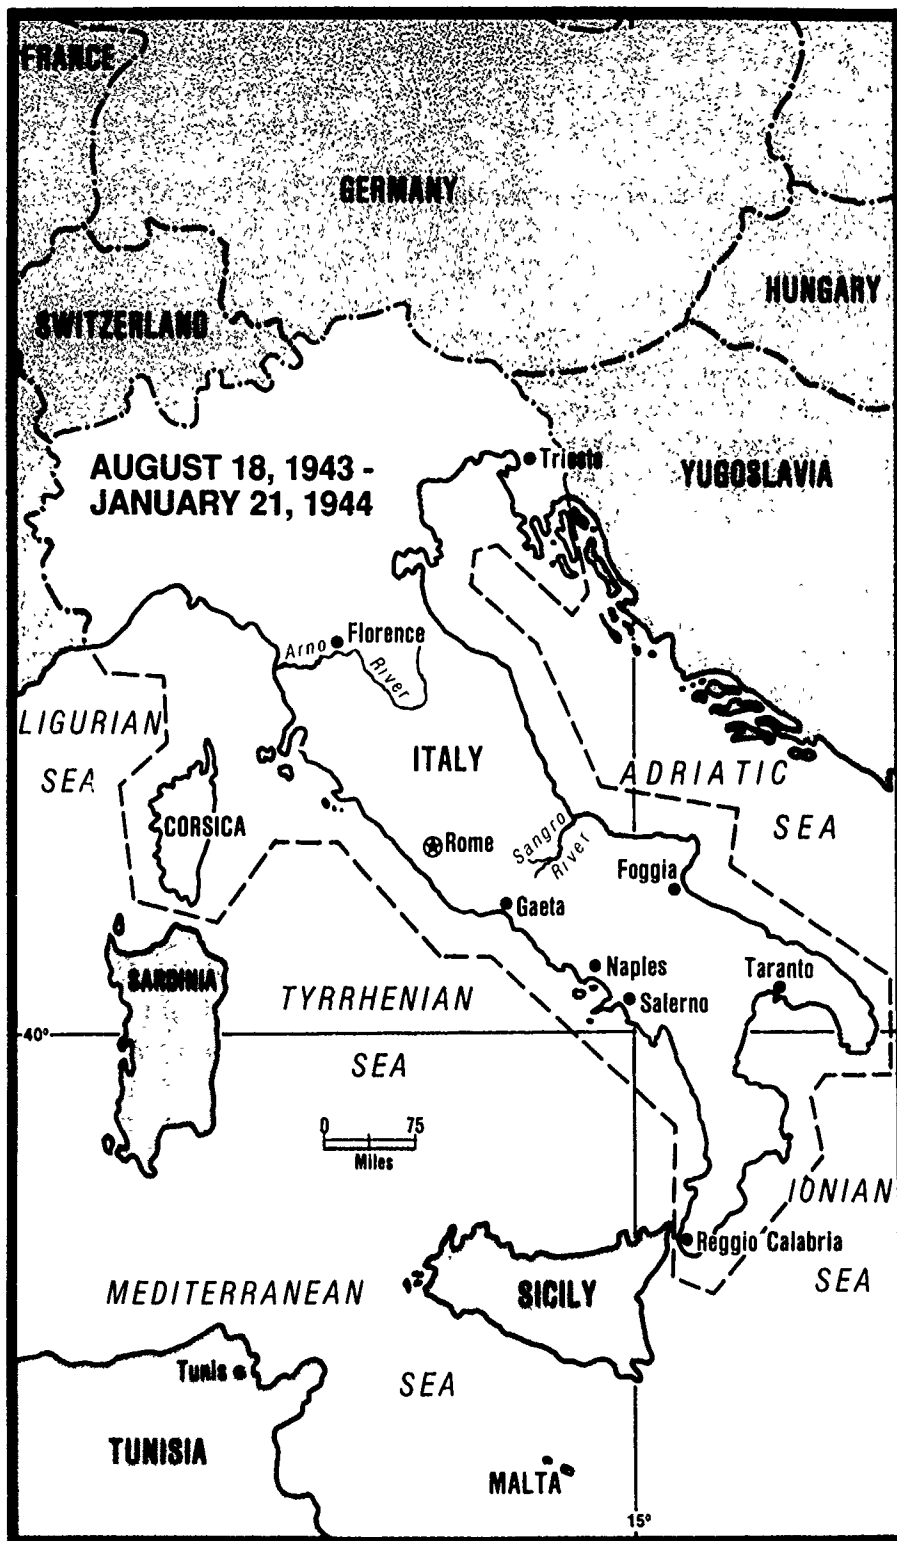 FRANCE
GERMANY
HUNGARY
SWITZERLAND
AUGUST 18, 1943 -
JANUARY 21, 1944
Trieste
YUGOSLAVIA
Arno
Florence
River
LIGURIAN
SEA
ITALY
ADRIATIC
SEA
CORSICA
Rome
Sangro
River
Foggia
Gaeta
Naples
Taranto
SARDINIA
TYRRHENIAN
Salerno
40°
SEA
0 75
Miles
IONIAN
Reggio Calabria
SEA
MEDITERRANEAN
SICILY
Tunis
SEA
TUNISIA
MALTA
15°